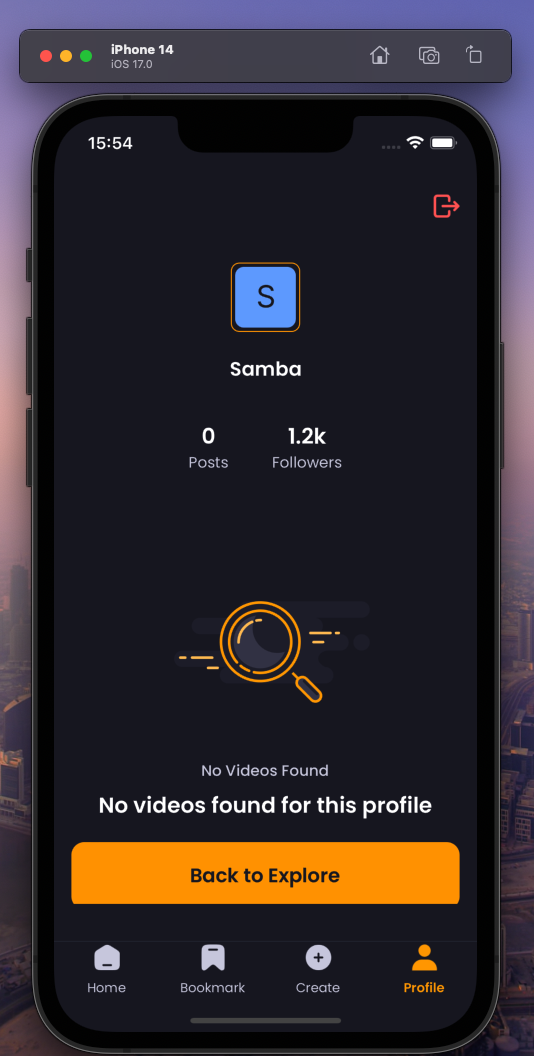 iPhone 14
iOS 17.0
15:54
S
Samba
0 1.2k
Posts Followers
No Videos Found
No videos found for this profile
Back to Explore
Home Bookmark Create Profile